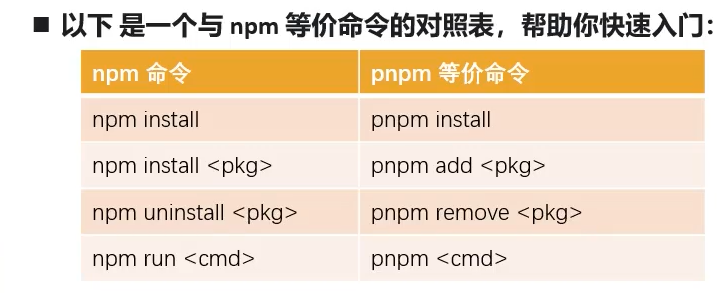 ■ 以下 是一个与 npm 等价命令的对照表，帮助你快速入门：
npm 命令 pnpm 等价命令
npm install pnpm install
npm install <pkg> pnpm add <pkg>
npm uninstall <pkg> pnpm remove <pkg>
npm run <cmd> pnpm <cmd>